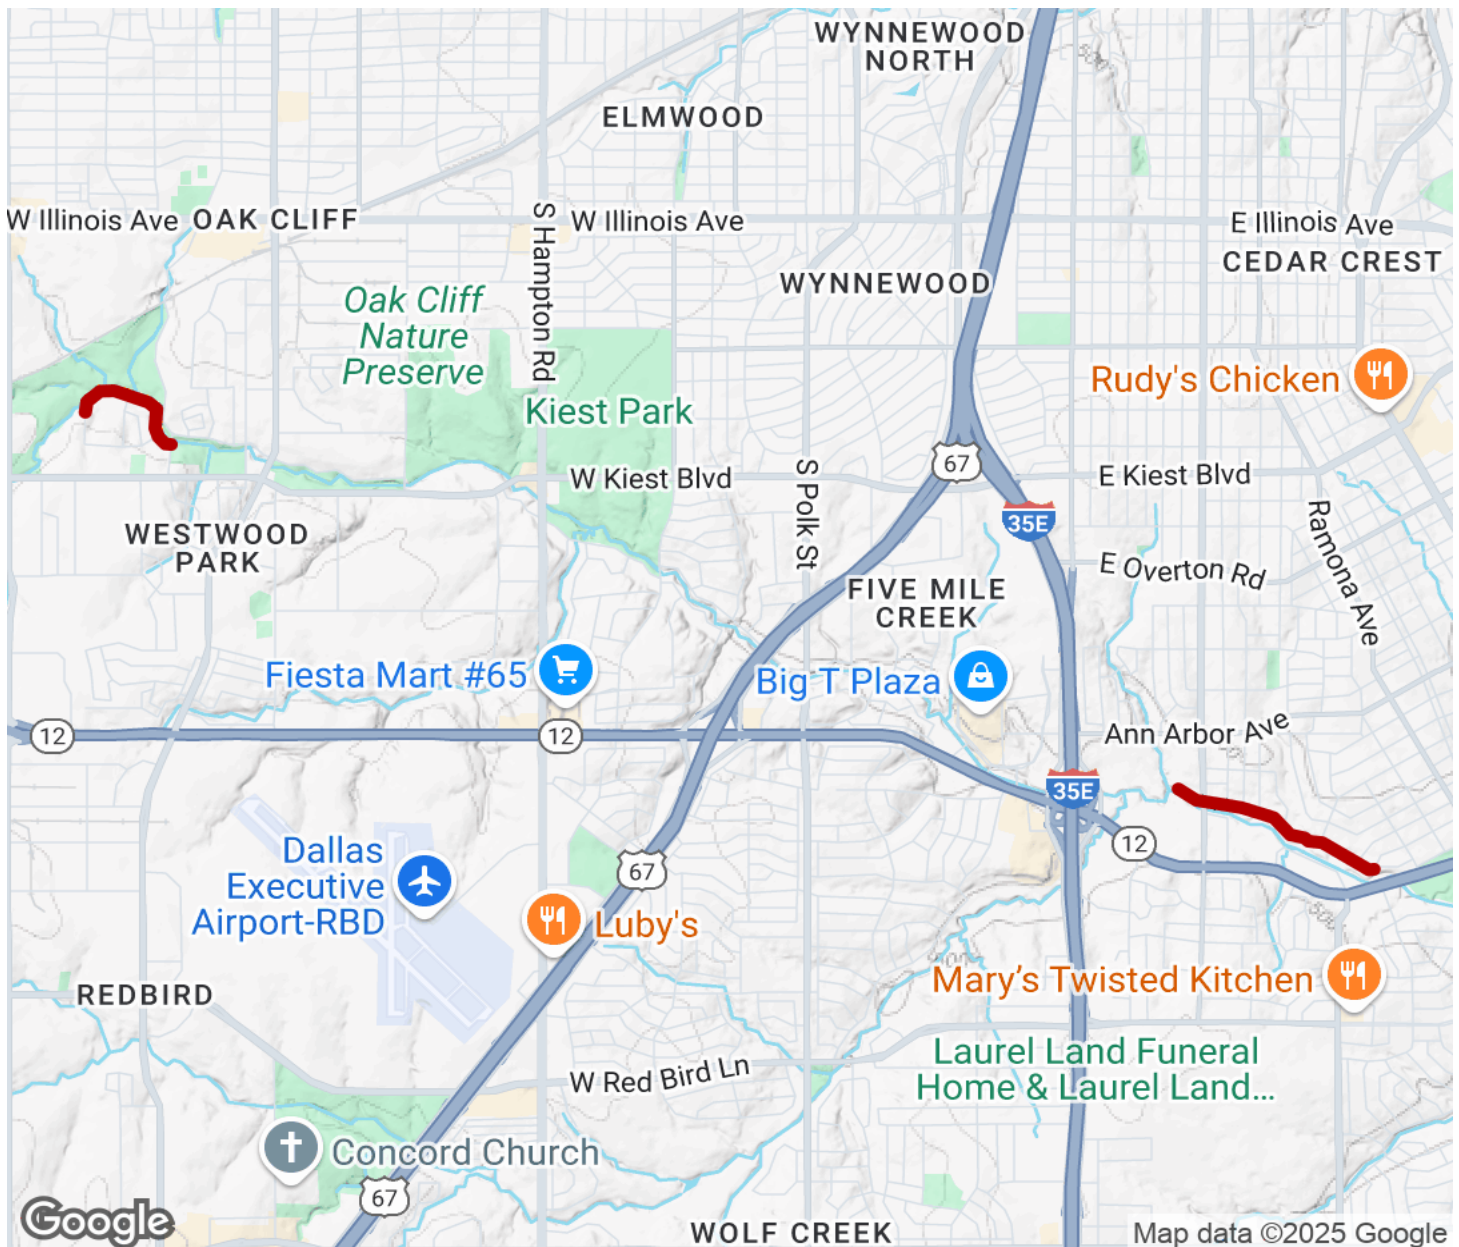 WYNNEWOOD
NORTH
ELMWOOD
W Illinois Ave
OAK CLIFF
S Hampton Rd
W Illinois Ave
E Illinois Ave
CEDAR CREST
WYNNEWOOD
Oak Cliff
Nature
Preserve
Rudy's Chicken
Kiest Park
67
W Kiest Blvd
S Polk St
E Kiest Blvd
35E
Ramona Ave
WESTWOOD
PARK
E Overton Rd
FIVE MILE
CREEK
Fiesta Mart #65
Big T Plaza
12
12
Ann Arbor Ave
35E
12
Dallas
Executive
Airport-RBD
67
Luby's
Mary’s Twisted Kitchen
REDBIRD
Laurel Land Funeral
Home & Laurel Land...
W Red Bird Ln
Concord Church
67
Google
WOLF CREEK
Map data ©2025 Google